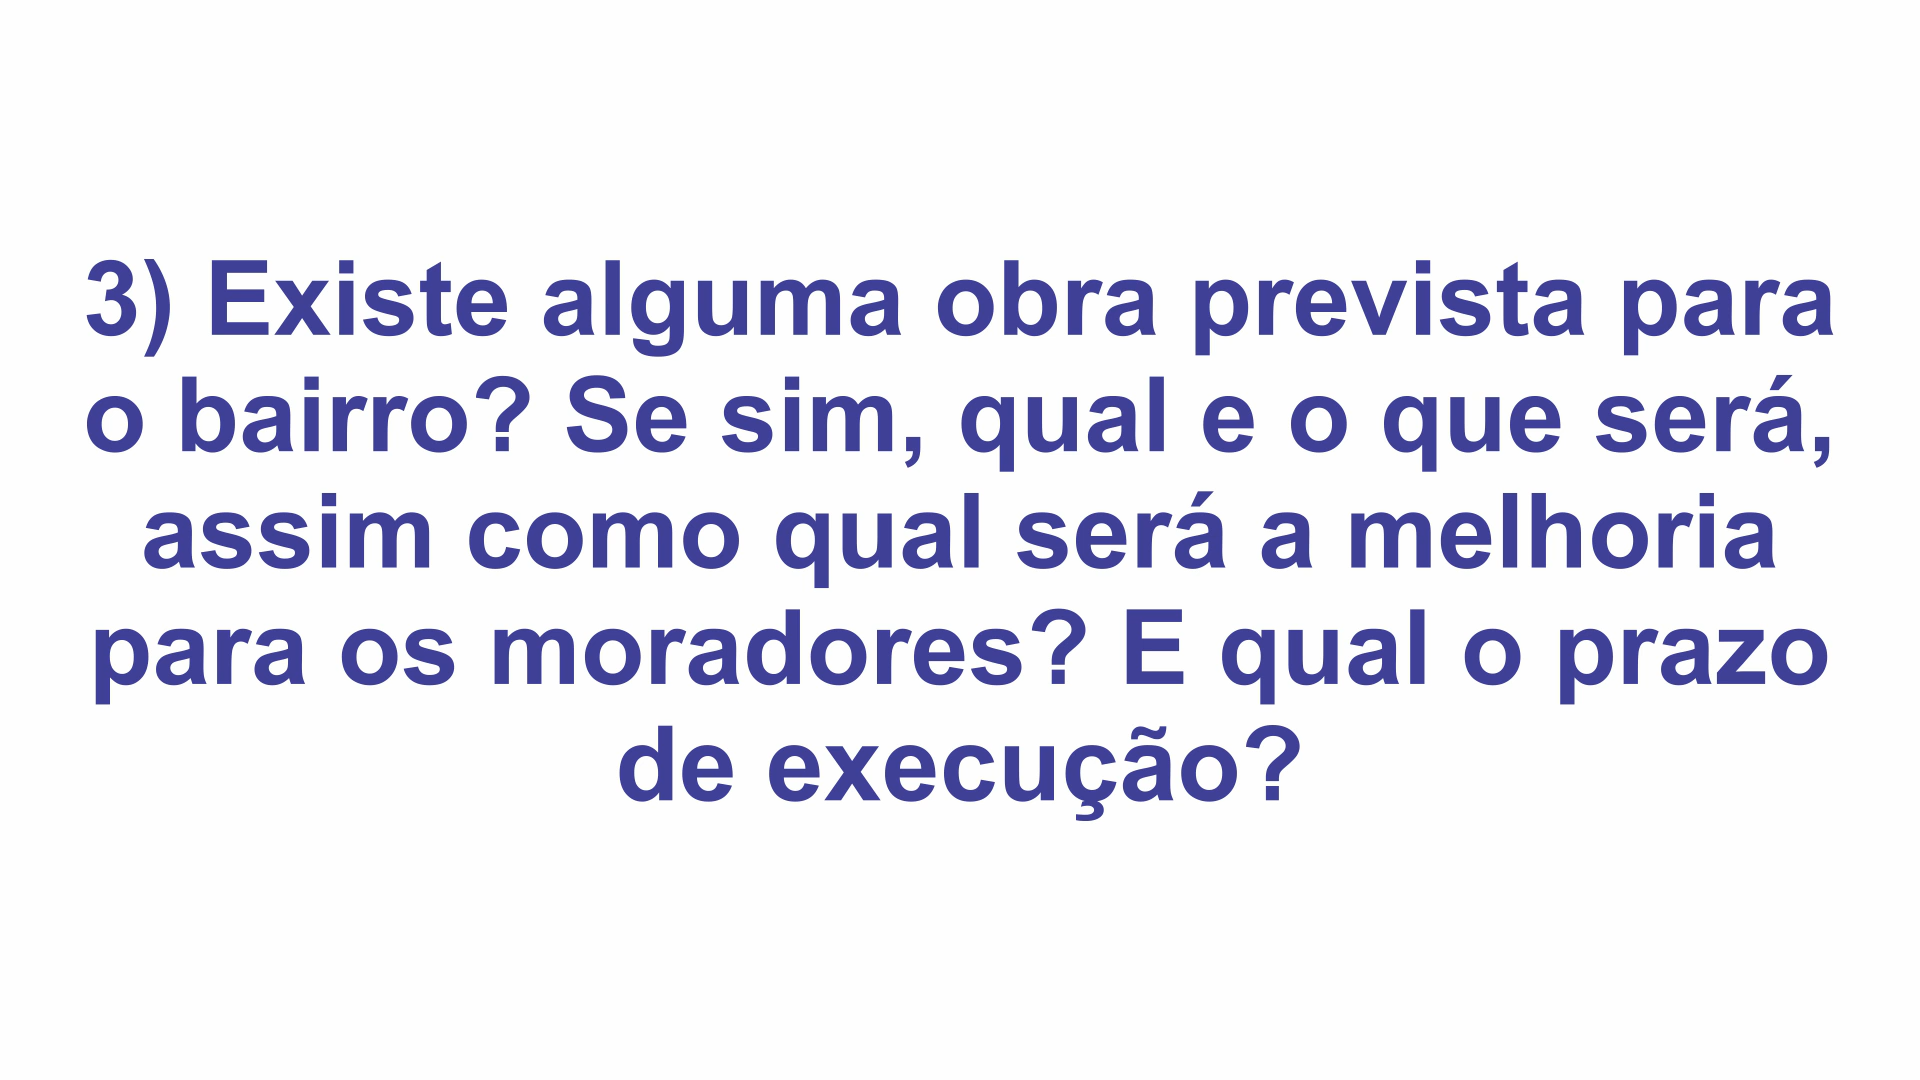 3) Existe alguma obra prevista para
o bairro? Se sim, qual e o que será,
assim como qual será a melhoria
para os moradores? E qual o prazo
de execução?